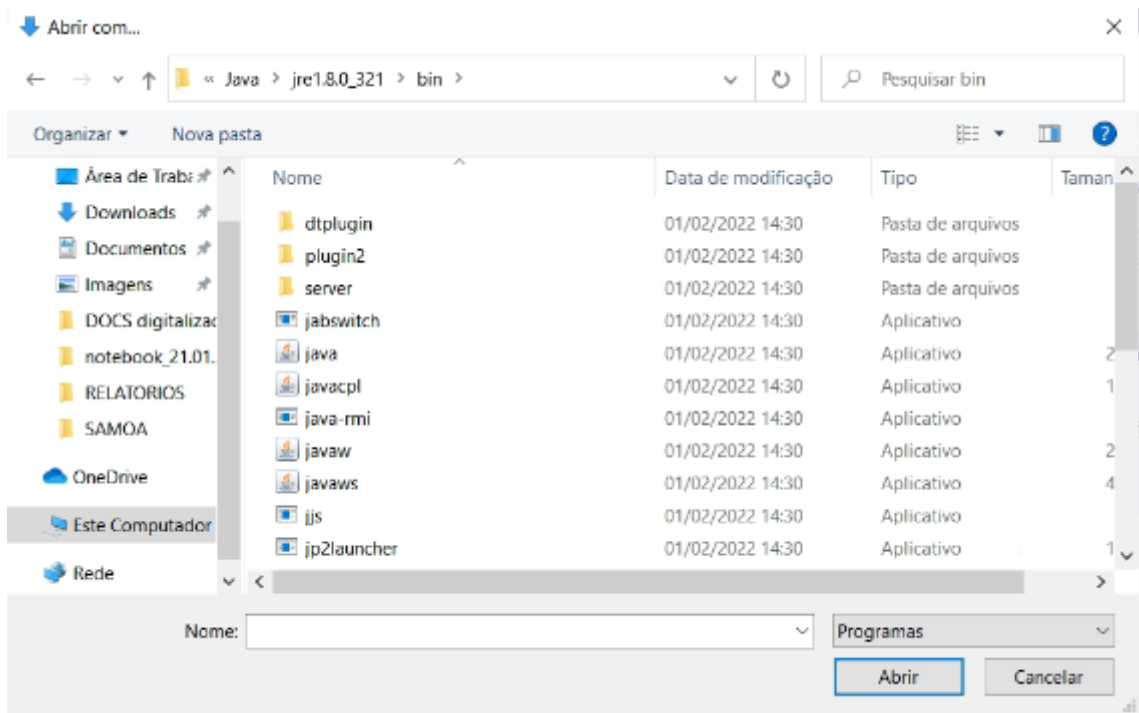 Abrir com...
« Java > jre1.8.0_321 > bin >
Pesquisar bin
Organizar Nova pasta
Nome Data de modificação Tipo Taman
Área de Traba
Downloads
Documentos
Imagens
DOCS digitalizac
notebook_21.01.
RELATORIOS
SAMOA
OneDrive
Este Computador
Rede
dtplugin 01/02/2022 14:30 Pasta de arquivos
plugin2 01/02/2022 14:30 Pasta de arquivos
server 01/02/2022 14:30 Pasta de arquivos
jabswitch 01/02/2022 14:30 Aplicativo
java 01/02/2022 14:30 Aplicativo 2
javacpl 01/02/2022 14:30 Aplicativo 1
java-rmi 01/02/2022 14:30 Aplicativo
javaw 01/02/2022 14:30 Aplicativo 2
javaws 01/02/2022 14:30 Aplicativo 4
jjs 01/02/2022 14:30 Aplicativo
jp2launcher 01/02/2022 14:30 Aplicativo 1
Nome: Programas
Abrir Cancelar